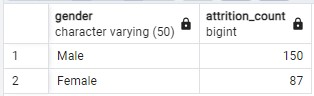 gender
character varying (50)
attrition_count
bigint
1 Male 150
2 Female 87